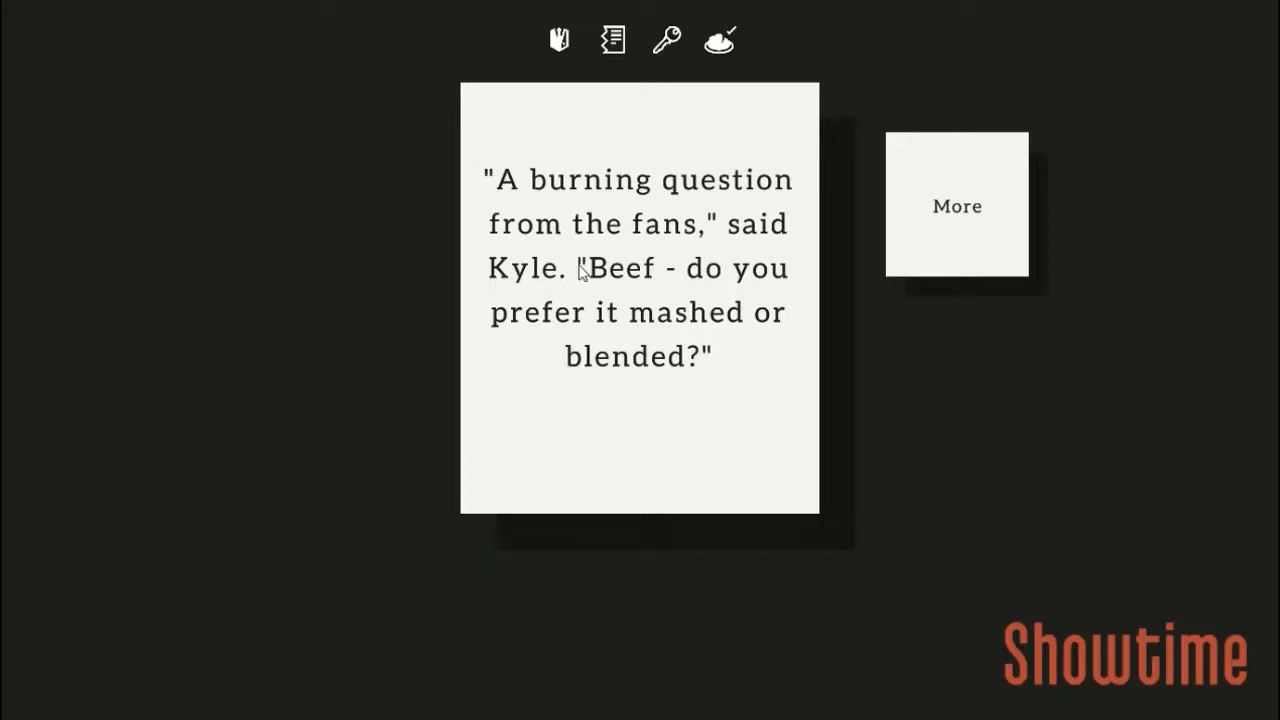 "A burning question
from the fans," said
Kyle. "Beef - do you
prefer it mashed or
blended?"
More
Showtime